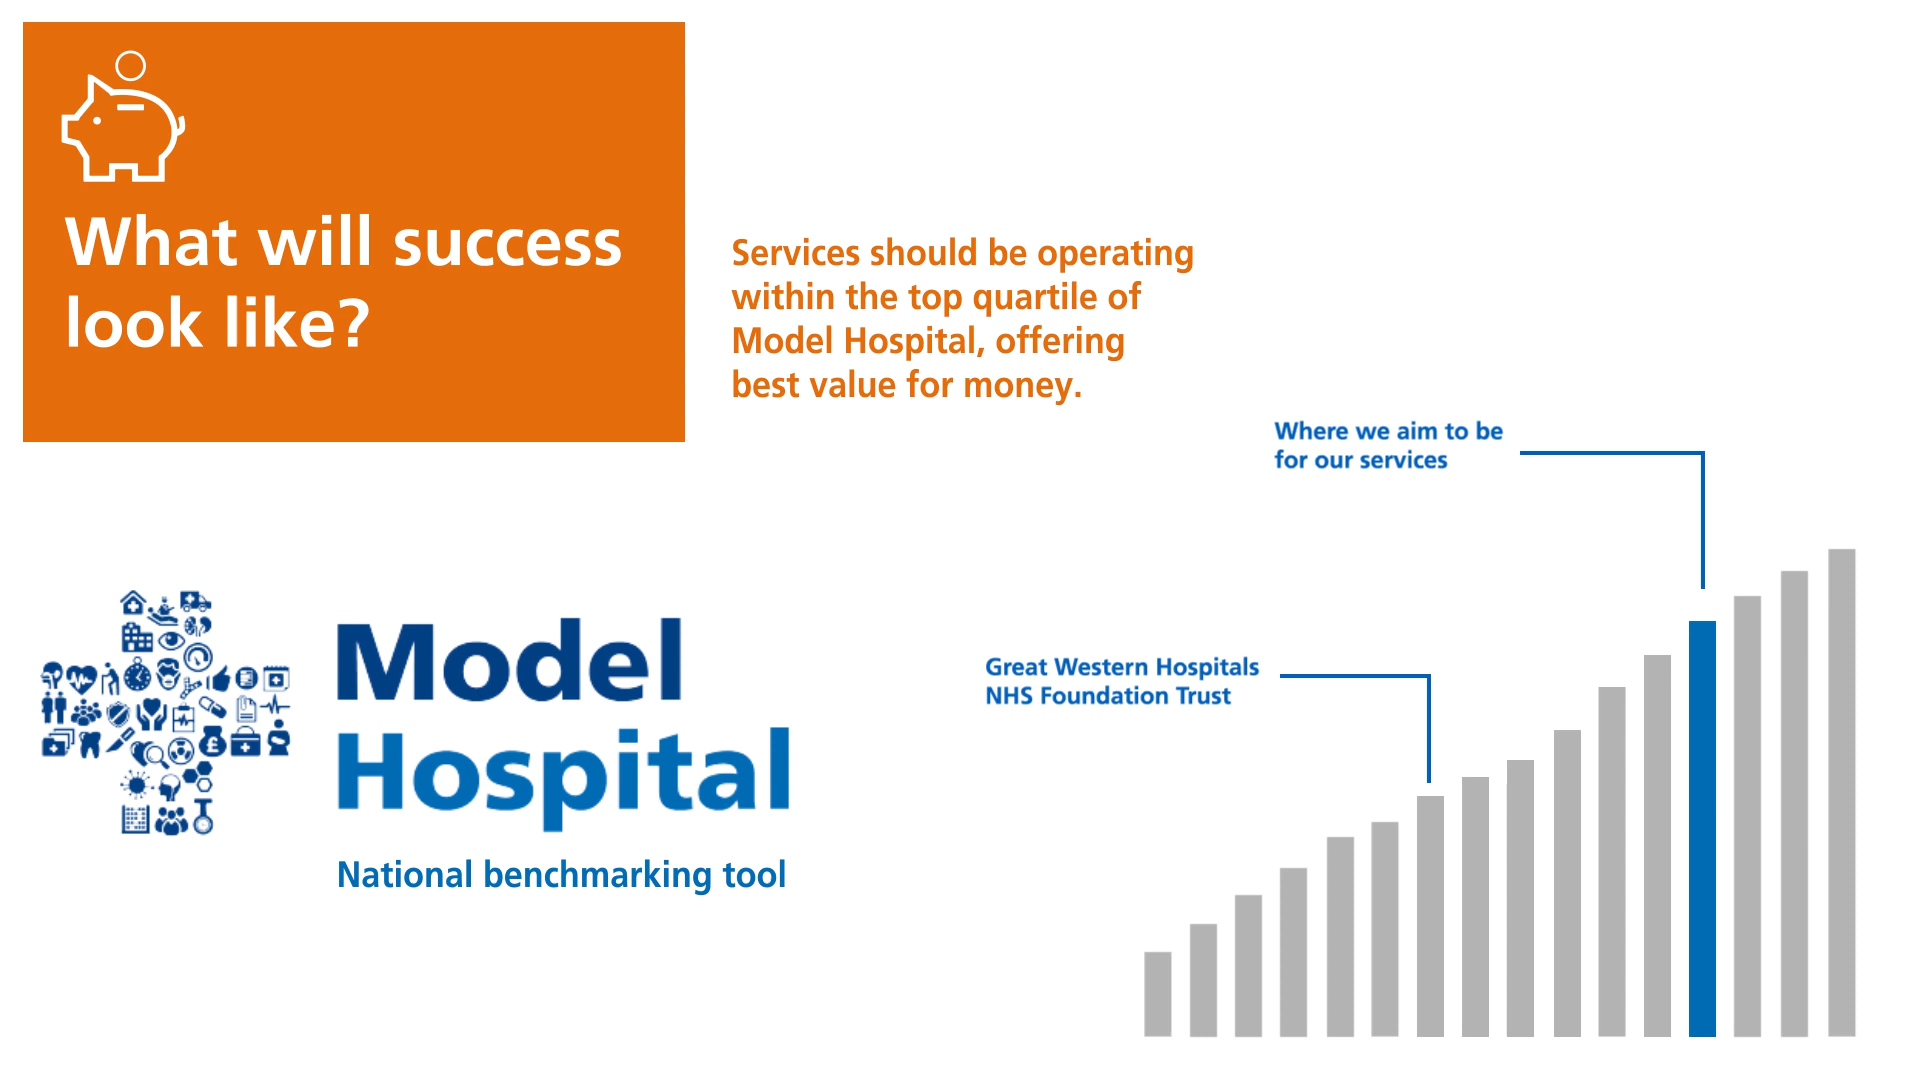 What will success
look like?
Services should be operating
within the top quartile of
Model Hospital, offering
best value for money.
Where we aim to be
for our services
Great Western Hospitals
NHS Foundation Trust
Model
Hospital
National benchmarking tool